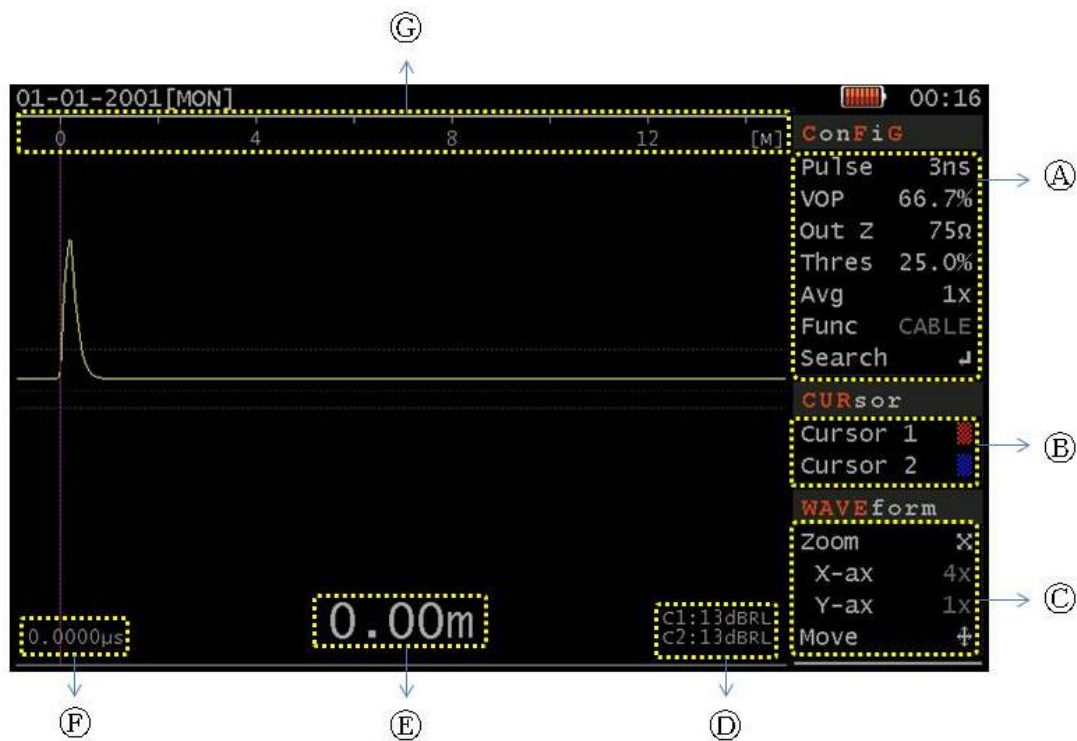 Ⓖ
01-01-2001[MON] 00:16
0 4 8 12 [M]
ConFiG
Pulse 3ns
Ⓐ
VOP 66.7%
Out Z 75Ω
Thres 25.0%
Avg 1x
Func CABLE
Search ↲
CURsor
Cursor 1
Ⓑ
Cursor 2
WAVEform
Zoom
X-ax 4x
Y-ax 1x
Ⓒ
Move
0.0000µs
0.00m
C1:13dBRL
C2:13dBRL
Ⓕ Ⓔ Ⓓ